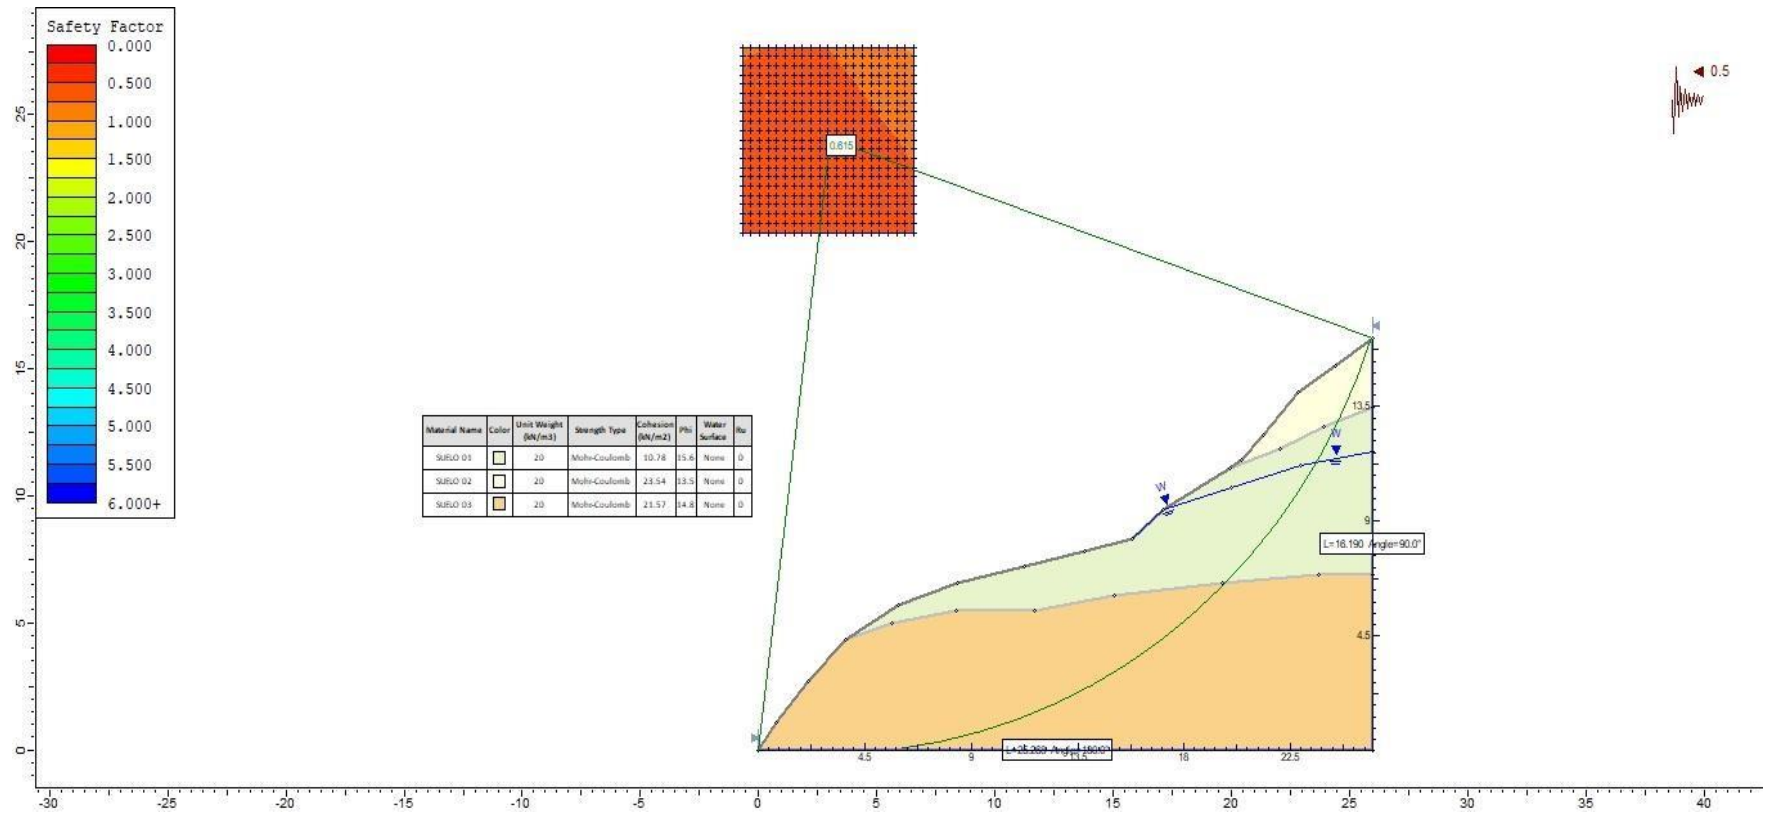 Safety Factor
0.000
0.500
1.000
1.500
2.000
2.500
3.000
3.500
4.000
4.500
5.000
5.500
6.000+
0.615
0.5
Material Name Color Unit Weight (kN/m3) Strength Type Cohesion (kN/m2) Phi Water Surface Ru
SUELO 01 20 Mohr-Coulomb 10.78 15.6 None 0
SUELO 02 20 Mohr-Coulomb 23.54 13.5 None 0
SUELO 03 20 Mohr-Coulomb 21.57 14.8 None 0
W
W
13.5
9
4.5
L=16.190 Angle=90.0°
4.5 9 13.5 18 22.5
25
20
15
10
5
0
-30 -25 -20 -15 -10 -5 0 5 10 15 20 25 30 35 40